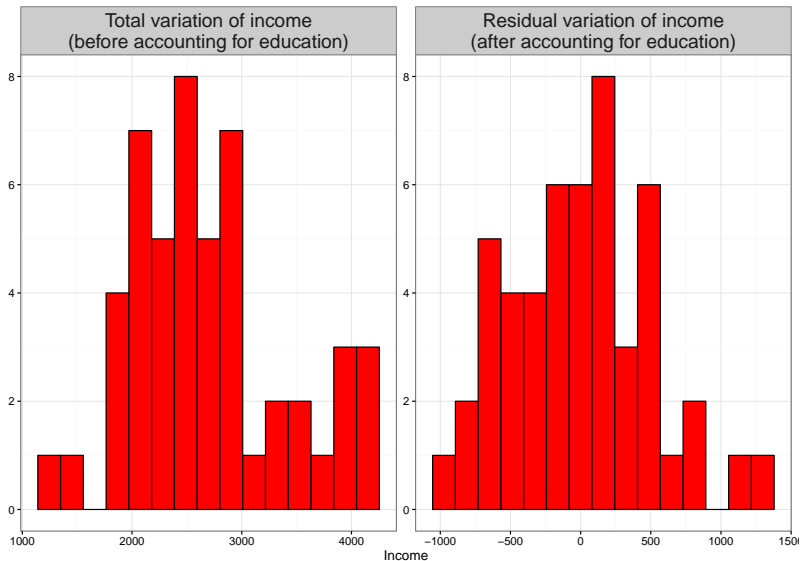 Total variation of income
(before accounting for education)
Residual variation of income
(after accounting for education)
8
6
4
2
0
8
6
4
2
0
1000 2000 3000 4000
−1000 −500 0 500 1000 1500
Income